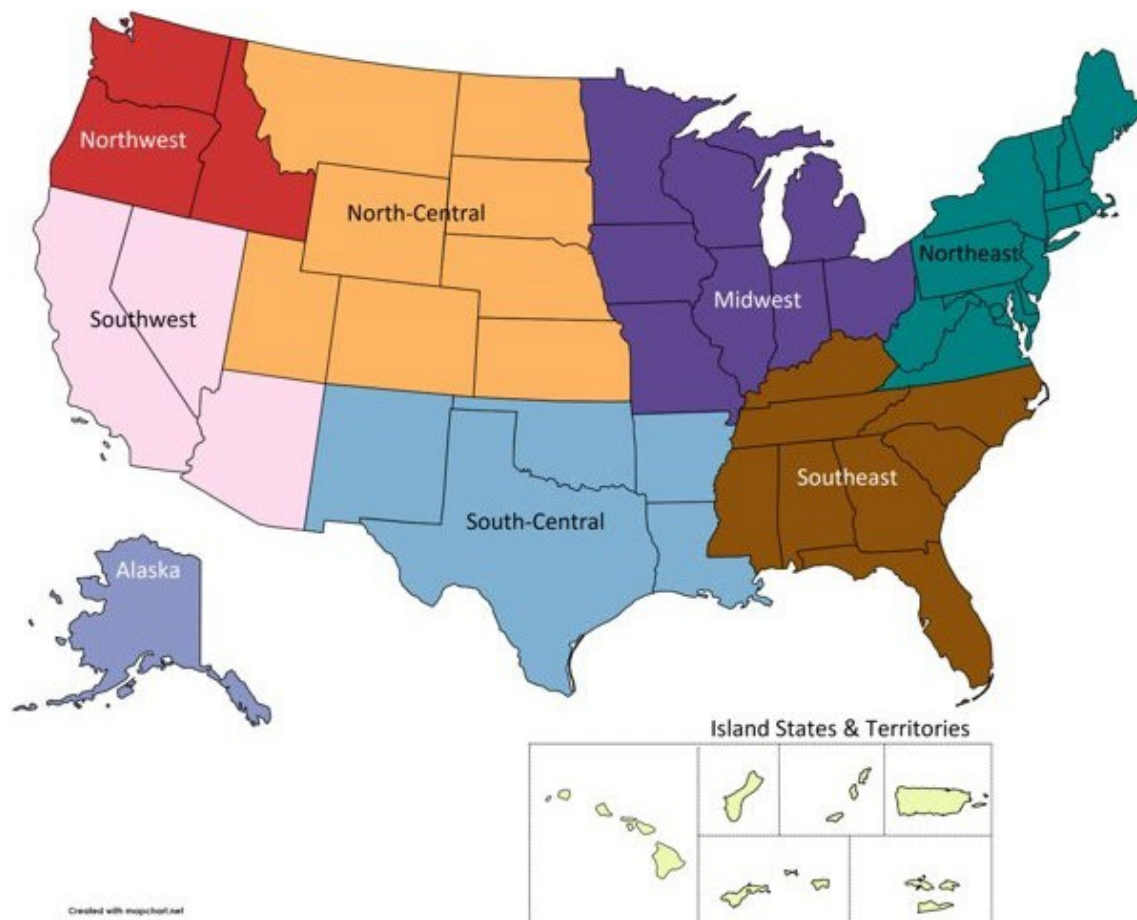 Northwest
North-Central
Northeast
Southwest
Midwest
Southeast
South-Central
Alaska
Island States & Territories
Created with mapchart.net